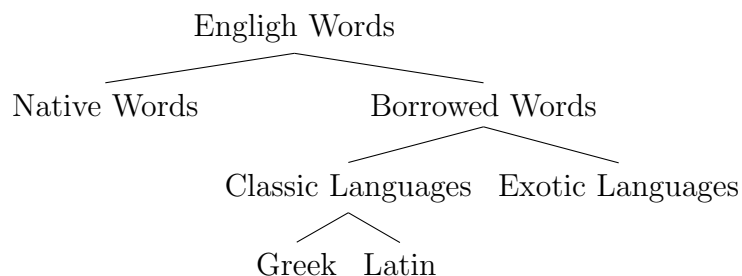 Engligh Words
Native Words Borrowed Words
Classic Languages Exotic Languages
Greek Latin